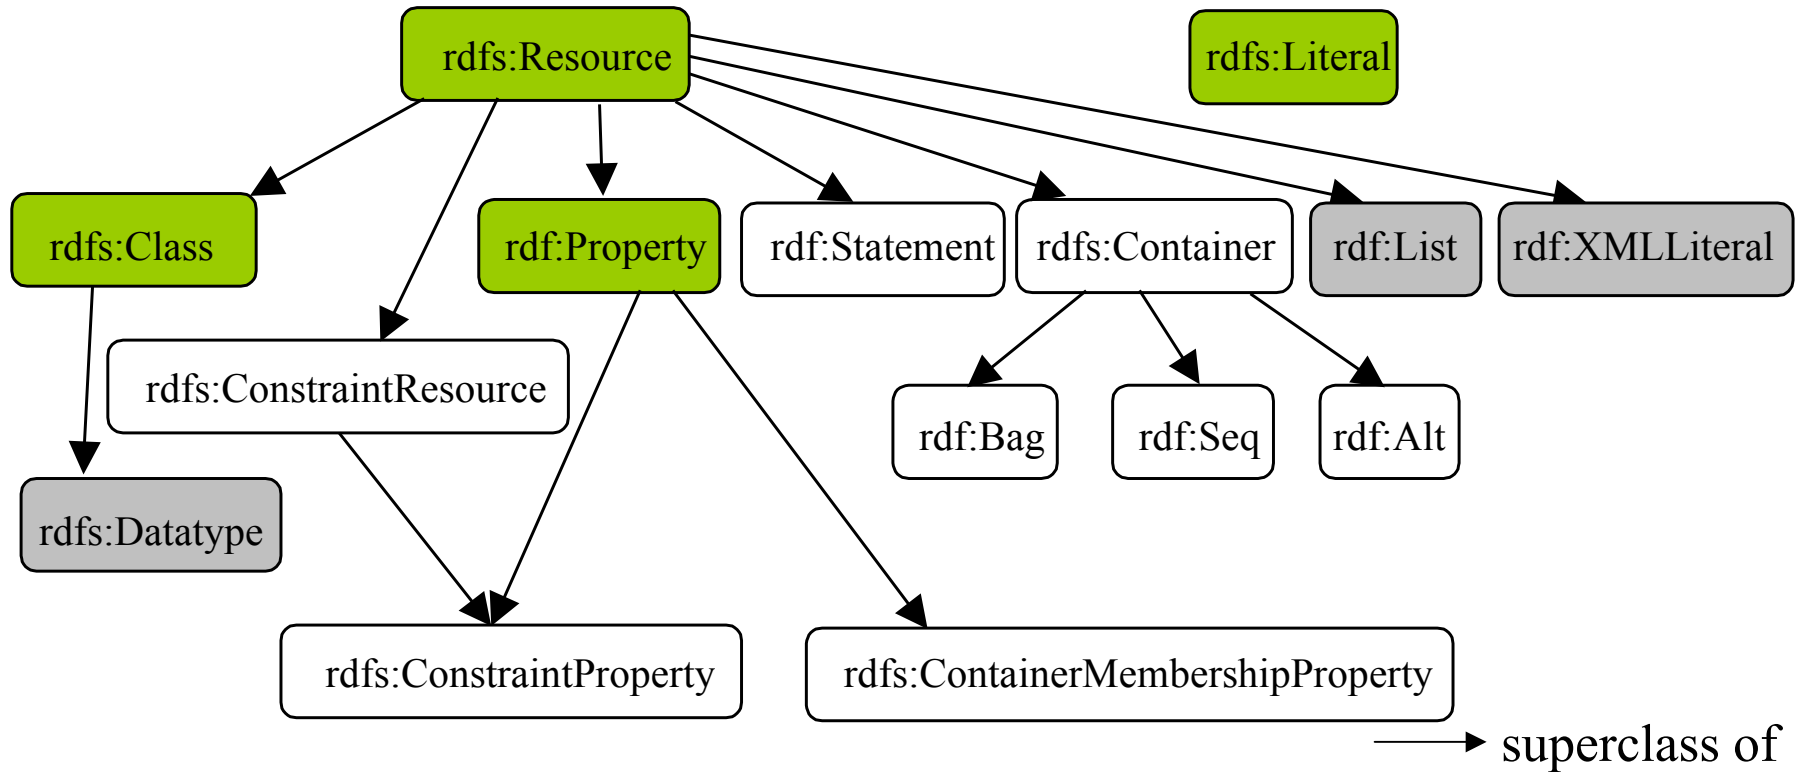 rdfs:Resource
rdfs:Literal
rdfs:Class
rdf:Property
rdf:Statement
rdfs:Container
rdf:List
rdf:XMLLiteral
rdfs:ConstraintResource
rdf:Bag
rdf:Seq
rdf:Alt
rdfs:Datatype
rdfs:ConstraintProperty
rdfs:ContainerMembershipProperty
superclass of